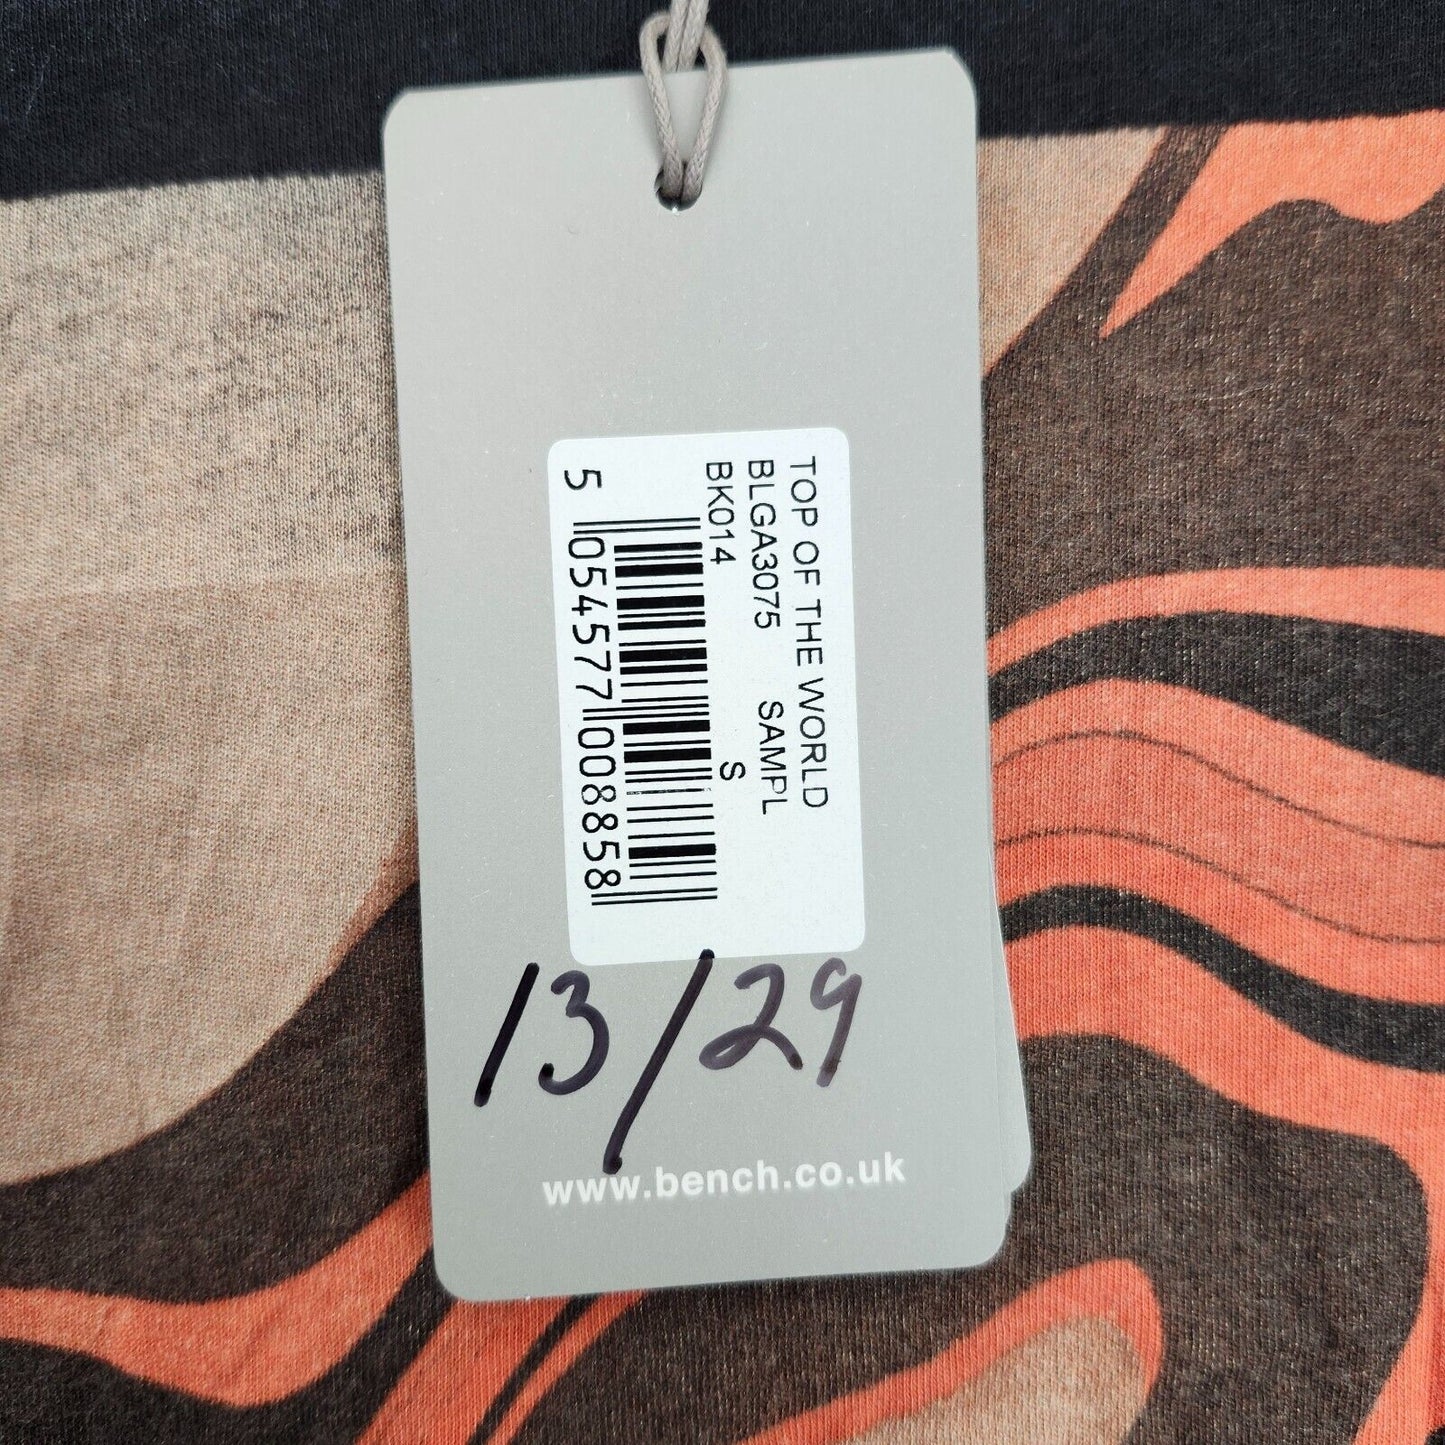 TOP OF THE WORLD
BLGA3075 SAMPL
BK014 S
5 054577 008858
13/29
www.bench.co.uk